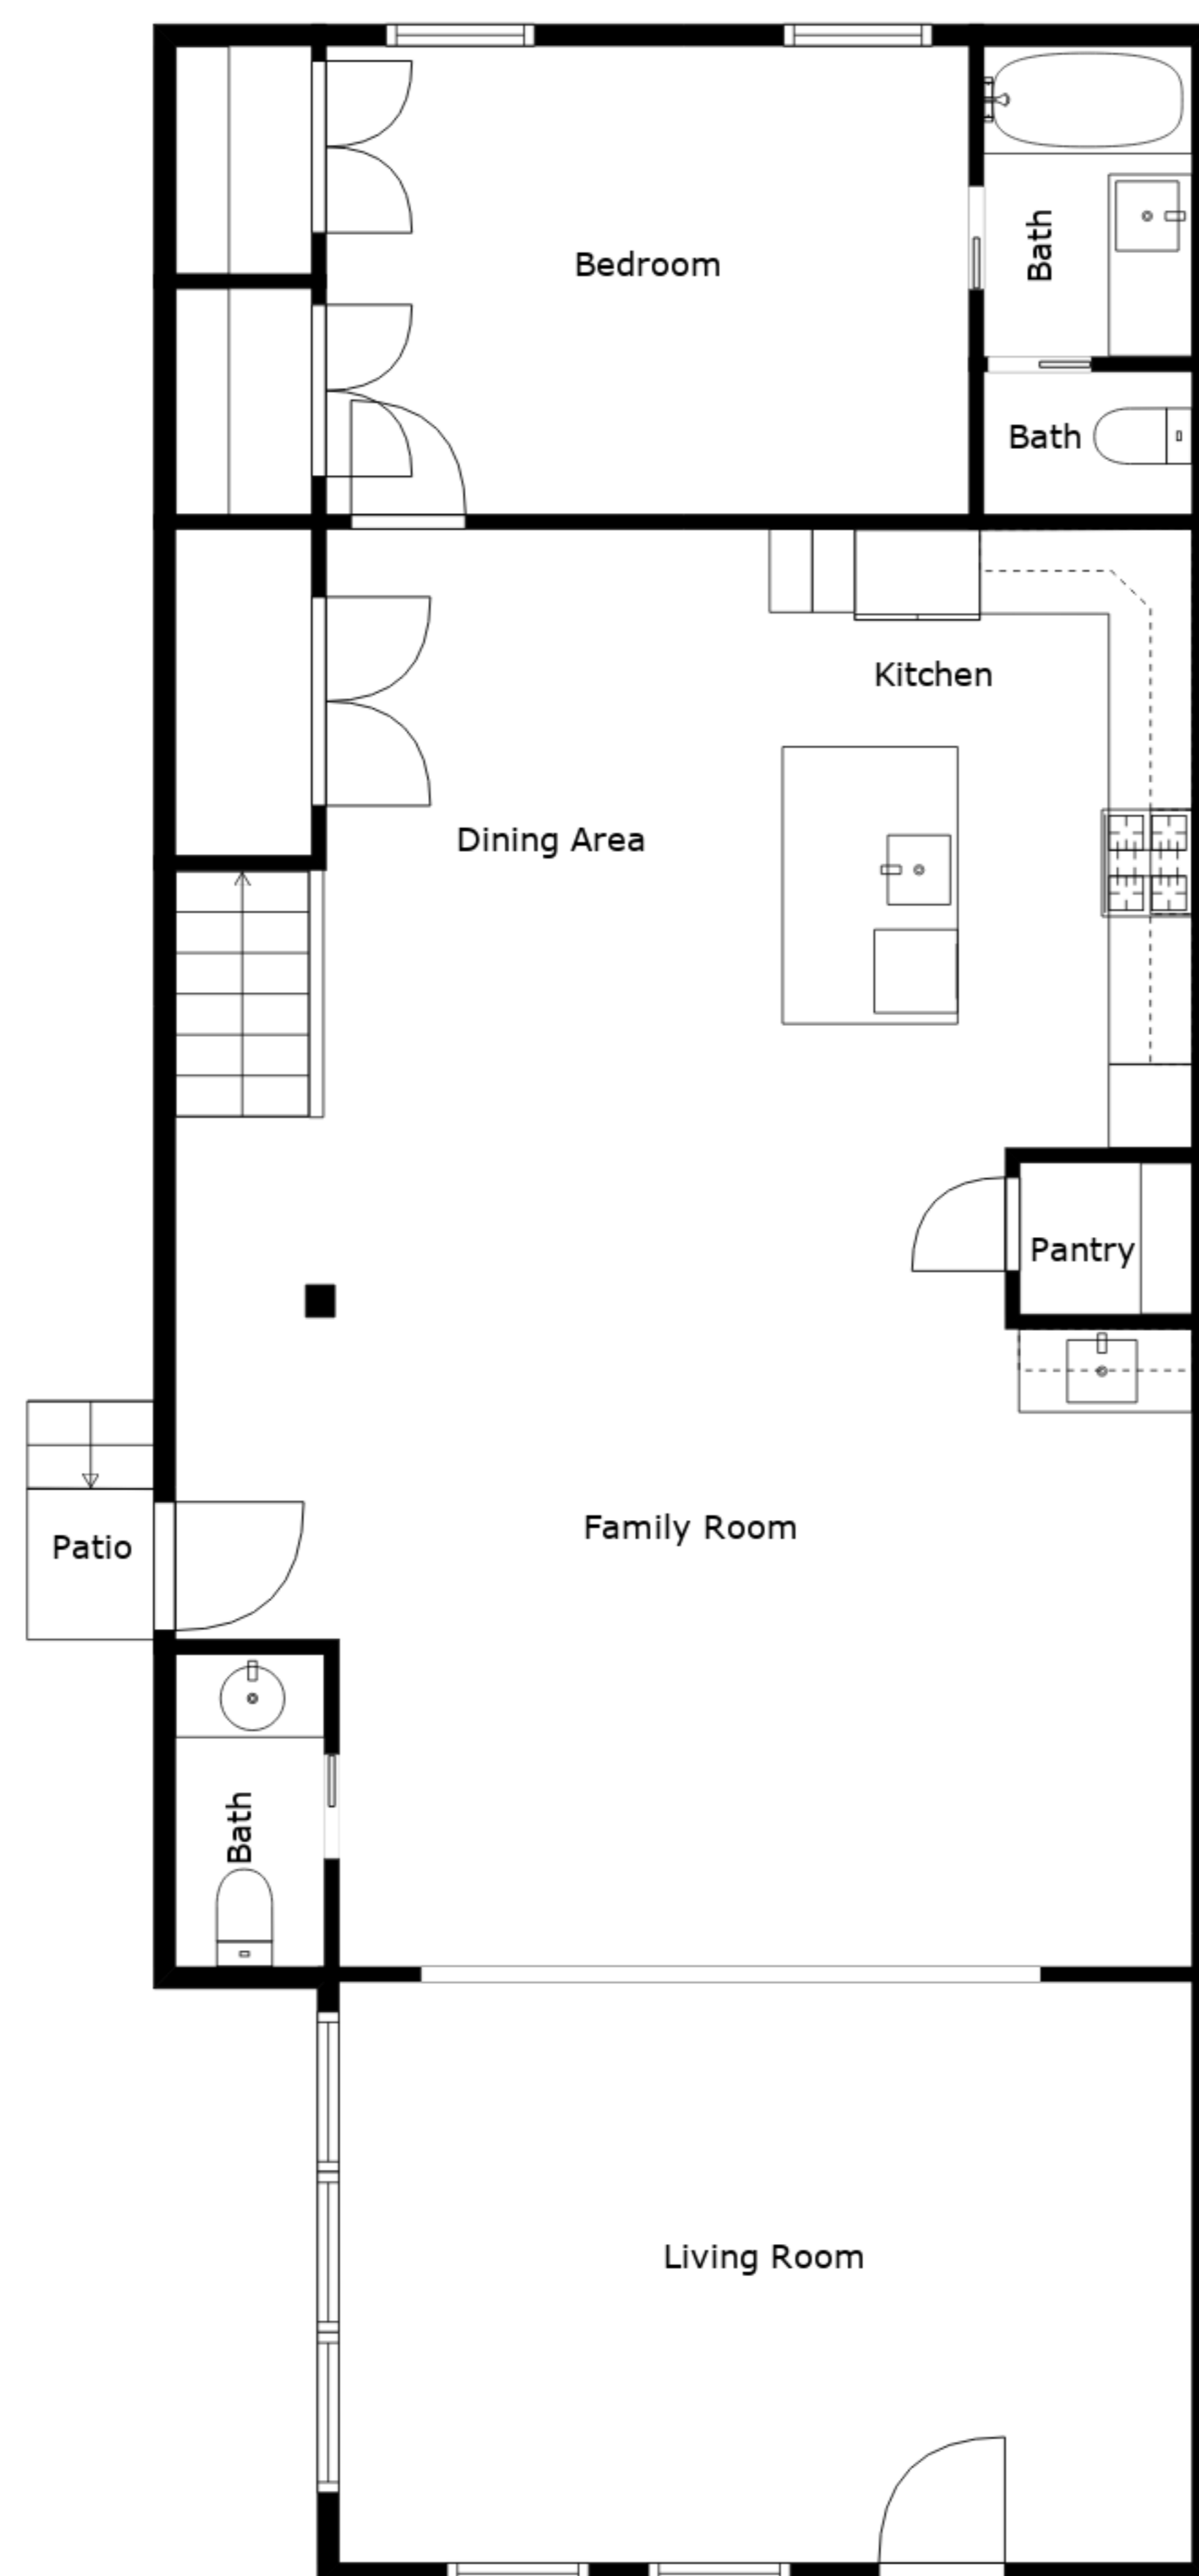 Bedroom
Bath
Bath
Kitchen
Dining Area
Pantry
Family Room
Patio
Bath
Living Room